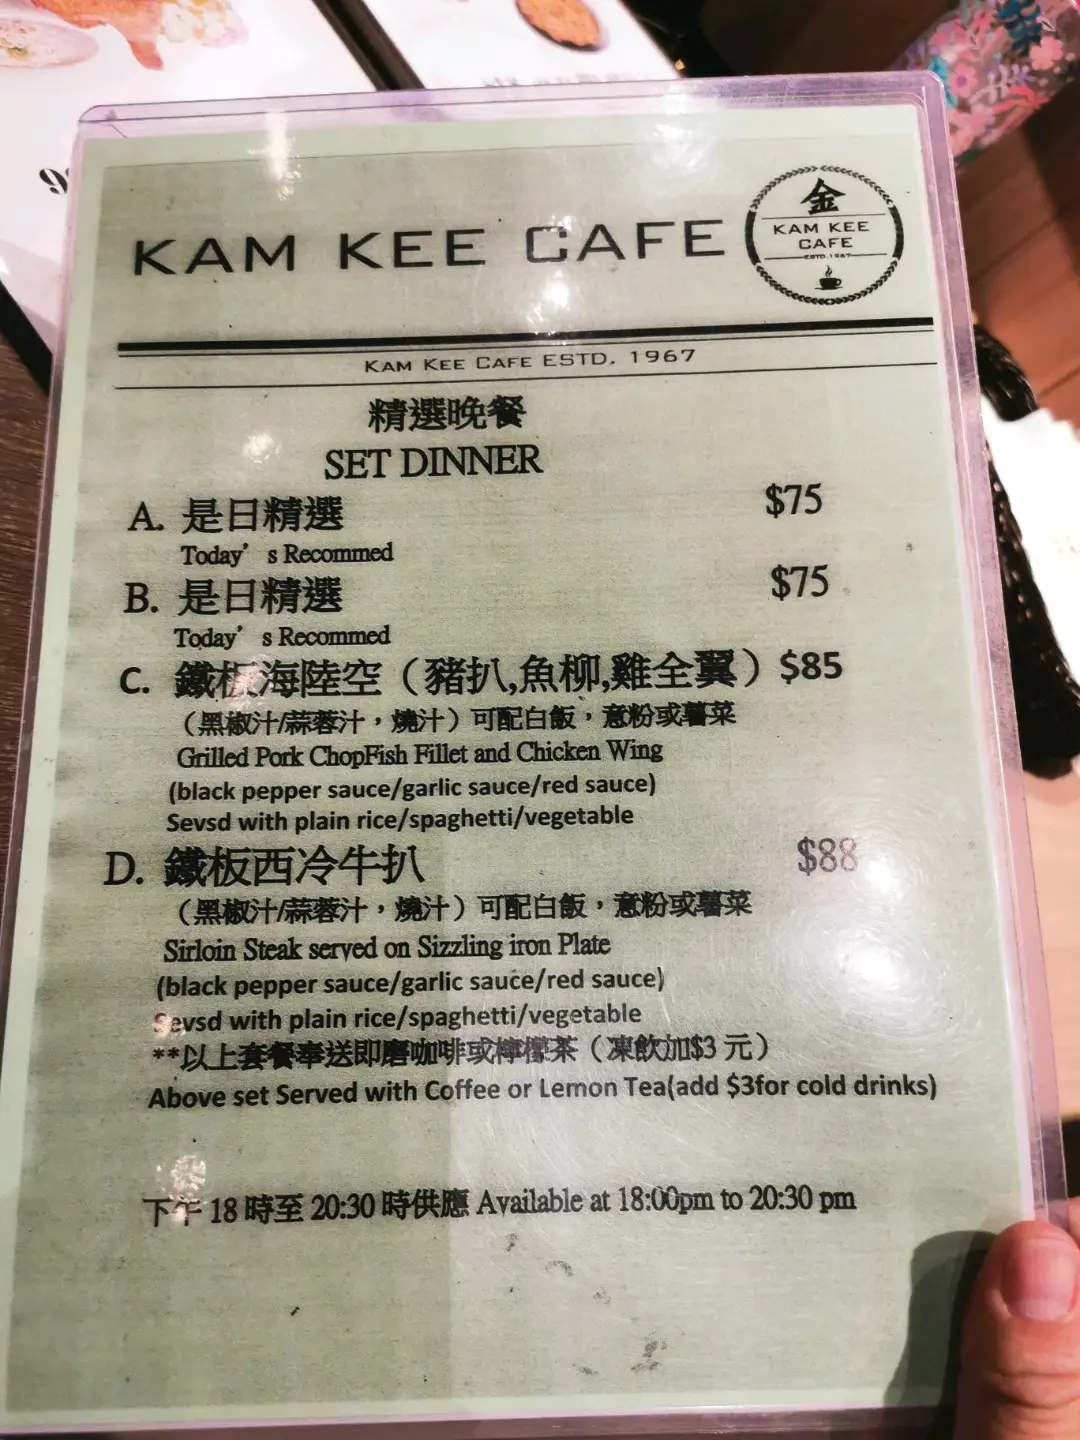 KAM KEE CAFE
金
KAM KEE
CAFE
ESTD.1967
KAM KEE CAFE ESTD. 1967
精選晚餐
SET DINNER
A. 是日精選 $75
Today's Recommed
B. 是日精選 $75
Today's Recommed
C. 鐵板海陸空（豬扒,魚柳,雞全翼）$85
（黑椒汁/蒜蓉汁，燒汁）可配白飯，意粉或薯菜
Grilled Pork ChopFish Fillet and Chicken Wing
(black pepper sauce/garlic sauce/red sauce)
Sevsd with plain rice/spaghetti/vegetable
D. 鐵板西冷牛扒 $88
（黑椒汁/蒜蓉汁，燒汁）可配白飯，意粉或薯菜
Sirloin Steak served on Sizzling iron Plate
(black pepper sauce/garlic sauce/red sauce)
Sevsd with plain rice/spaghetti/vegetable
**以上套餐奉送即磨咖啡或檸檬茶（凍飲加$3 元）
Above set Served with Coffee or Lemon Tea(add $3for cold drinks)
下午 18 時至 20:30 時供應 Available at 18:00pm to 20:30 pm